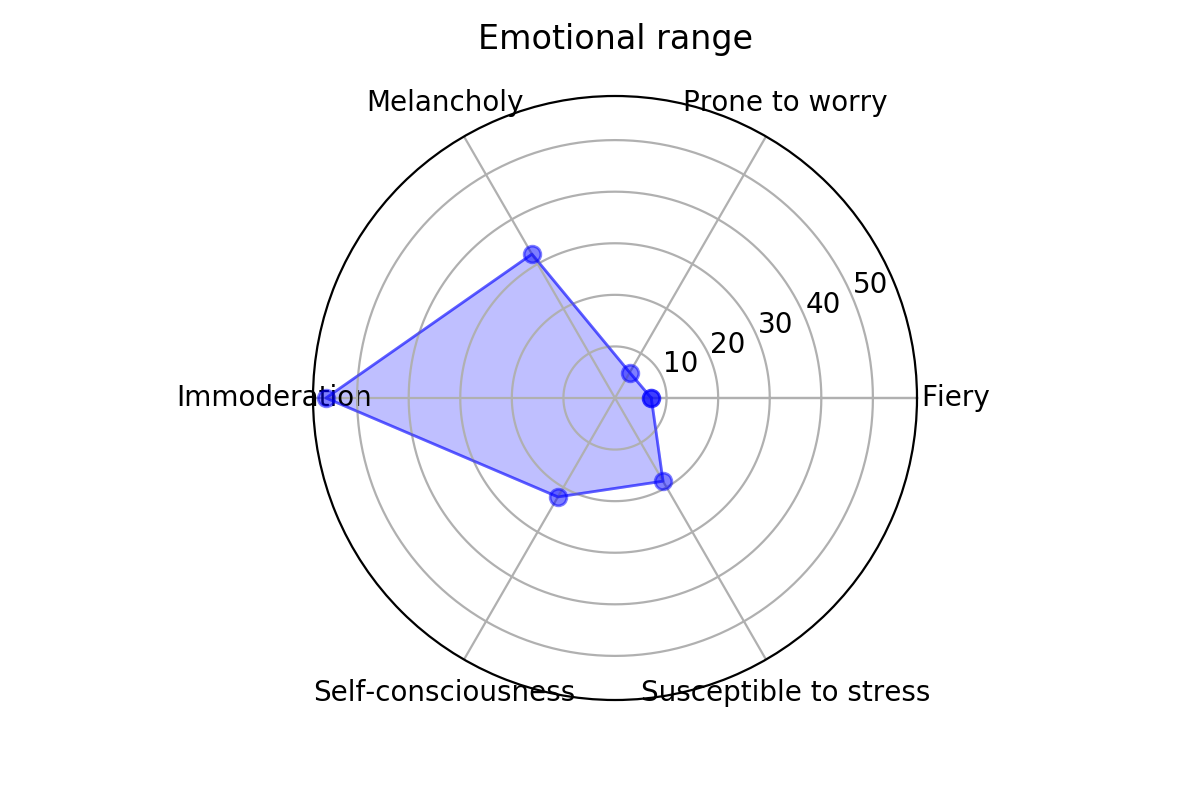 Emotional range
Melancholy
Prone to worry
50
40
30
20
10
Immoderation
Fiery
Self-consciousness
Susceptible to stress